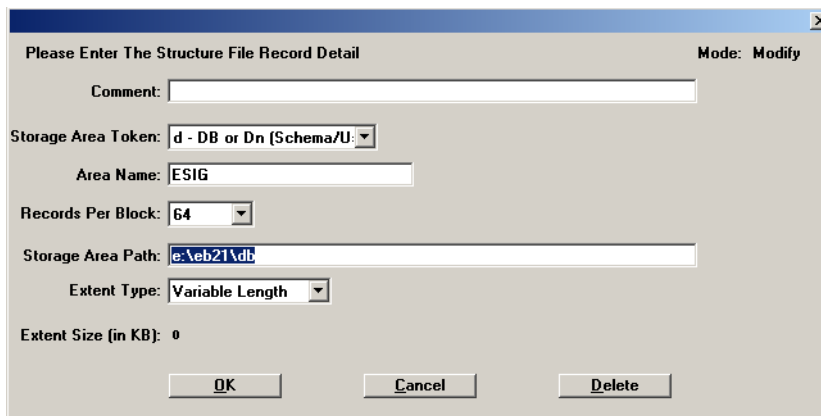 Please Enter The Structure File Record Detail Mode: Modify
Comment:
Storage Area Token: d - DB or Dn (Schema/U:
Area Name: ESIG
Records Per Block: 64
Storage Area Path: e:\eb21\db
Extent Type: Variable Length
Extent Size (in KB): 0
OK Cancel Delete